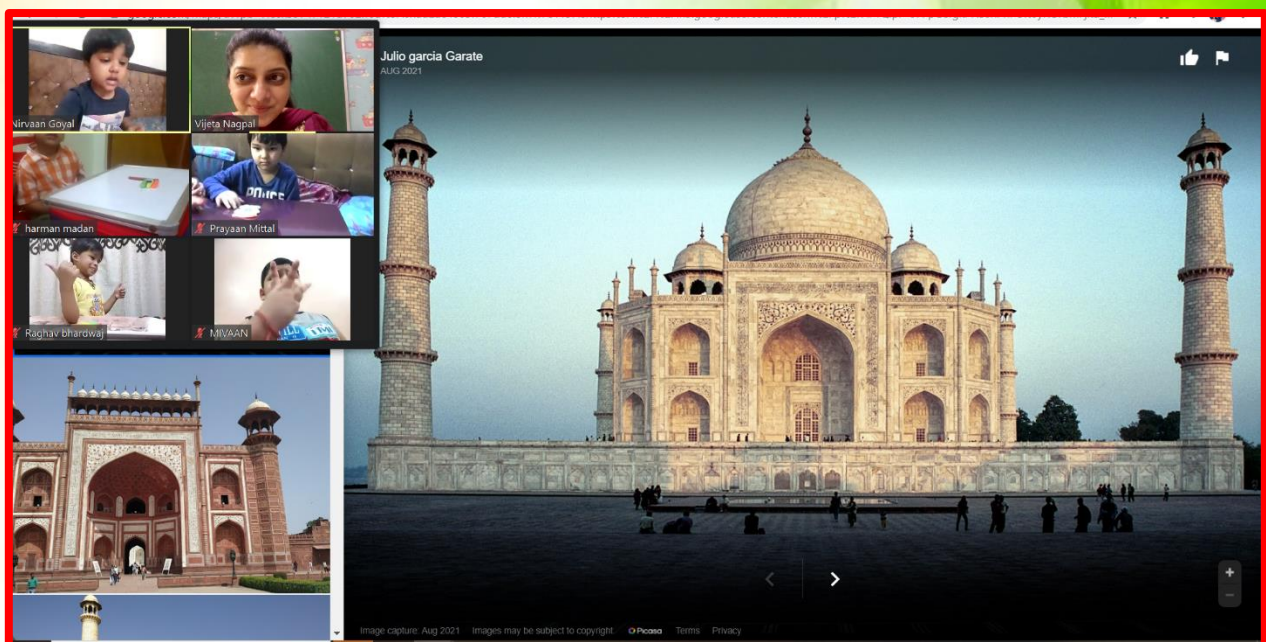 Julio garcia Garate
AUG 2021
Nirvaan Goyal
Vijeta Nagpal
harman madan
Prayaan Mittal
POLICE
Raghav bhardwaj
MIVAAN
Image capture: Aug 2021 Images may be subject to copyright. Picasa Terms Privacy